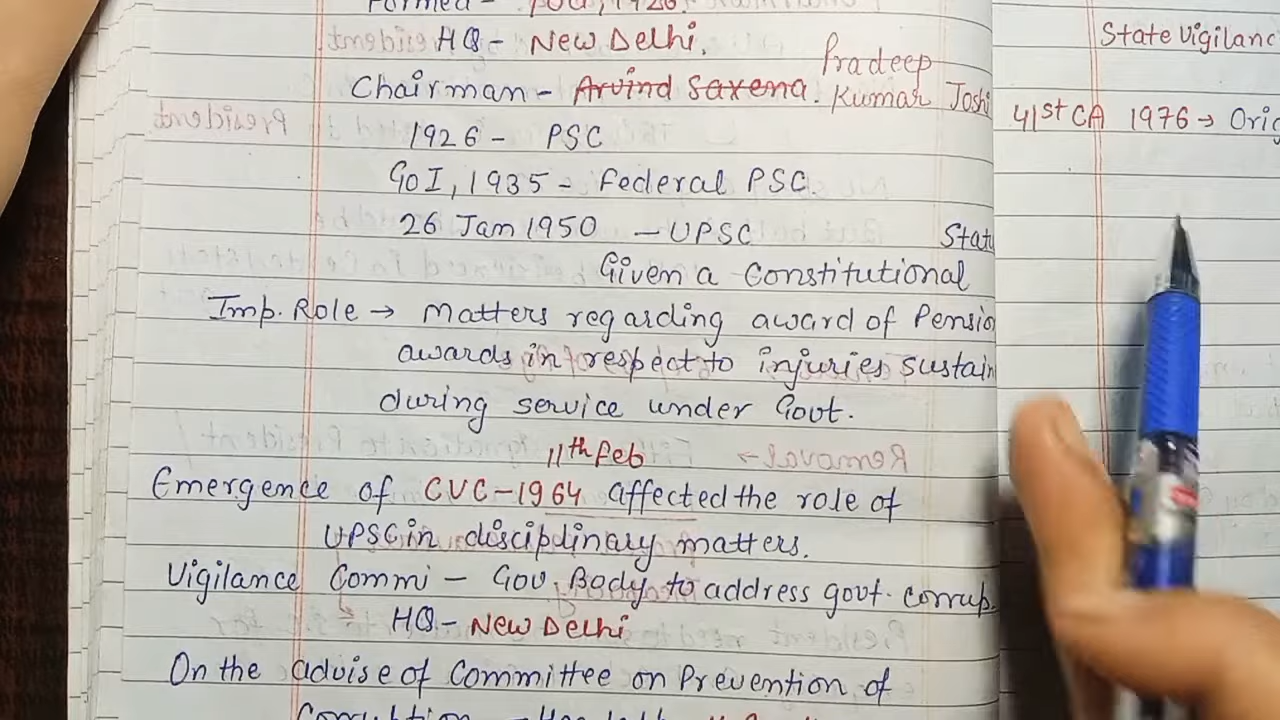 HQ - New Delhi.
Chairman - Arvind Saxena. Pradeep Kumar Joshi
1926 - PSC
GoI, 1935 - Federal PSC.
26 Jan 1950 - UPSC
Given a Constitutional
Imp. Role → matters regarding award of Pensio
awards in respect to injuries sustain
during service under Govt.
11th Feb
Emergence of CVC-1964 affected the role of
UPSC in disciplinary matters.
Vigilance Commi - Gov. Body to address govt. corrup.
HQ - New Delhi
On the advise of Committee on Prevention of
State Vigilanc
41st CA 1976 → Orig